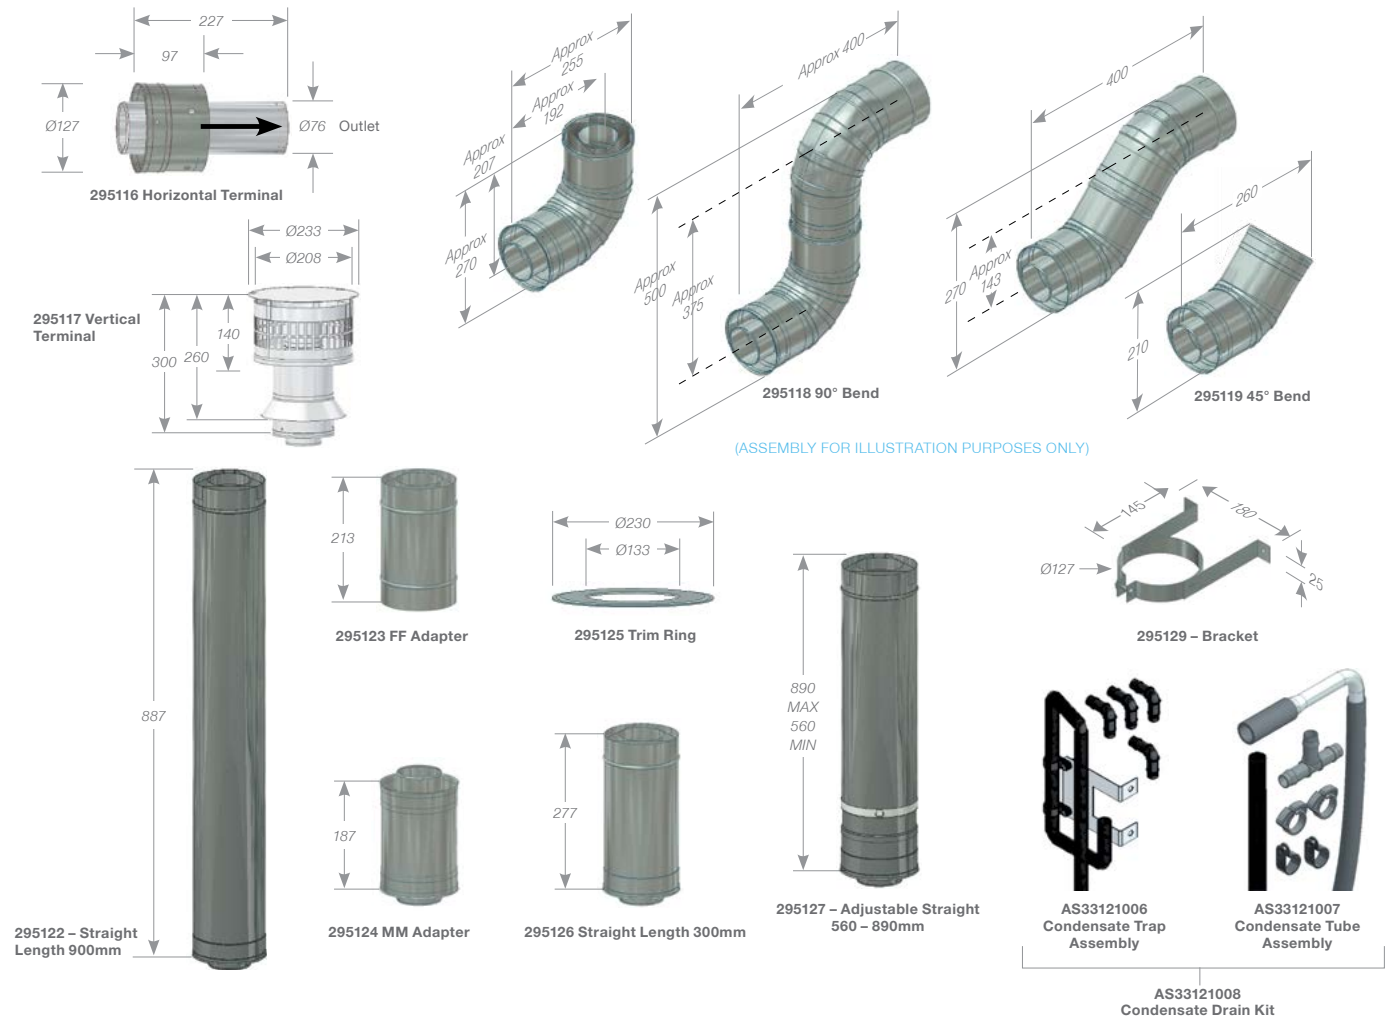 227
97
Ø127
Ø76 Outlet
295116 Horizontal Terminal
Ø233
Ø208
295117 Vertical
Terminal
140
260
300
Approx
255
Approx
192
Approx
207
Approx
270
Approx 400
Approx
500
Approx
375
295118 90° Bend
400
270
Approx
143
260
210
295119 45° Bend
(ASSEMBLY FOR ILLUSTRATION PURPOSES ONLY)
887
295122 – Straight
Length 900mm
213
295123 FF Adapter
187
295124 MM Adapter
Ø230
Ø133
295125 Trim Ring
277
295126 Straight Length 300mm
890
MAX
560
MIN
295127 – Adjustable Straight
560 – 890mm
145
180
Ø127
25
295129 – Bracket
AS33121006
Condensate Trap
Assembly
AS33121007
Condensate Tube
Assembly
AS33121008
Condensate Drain Kit